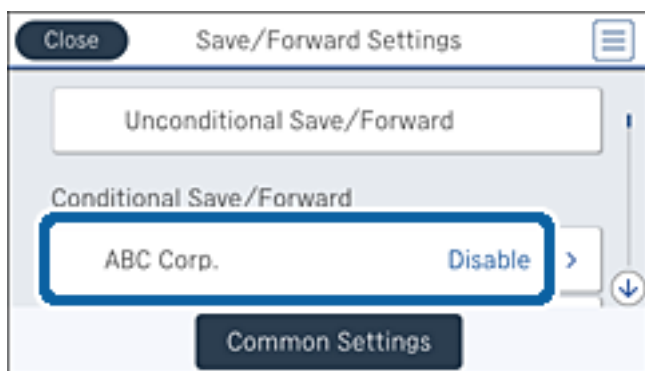 Close Save/Forward Settings
Unconditional Save/Forward
Conditional Save/Forward
ABC Corp. Disable >
Common Settings